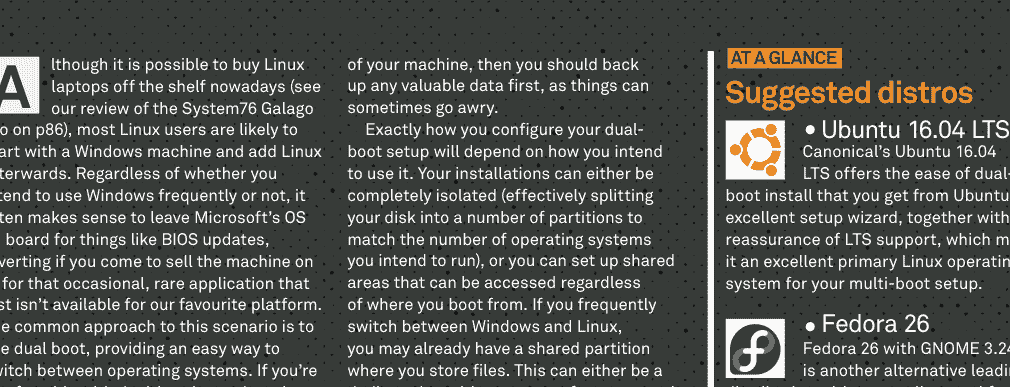 A
lthough it is possible to buy Linux
laptops off the shelf nowadays (see
our review of the System76 Galago
o on p86), most Linux users are likely to
art with a Windows machine and add Linux
terwards. Regardless of whether you
tend to use Windows frequently or not, it
ten makes sense to leave Microsoft's OS
board for things like BIOS updates,
verting if you come to sell the machine on
for that occasional, rare application that
st isn't available for our favourite platform.
e common approach to this scenario is to
e dual boot, providing an easy way to
witch between operating systems. If you're
of your machine, then you should back
up any valuable data first, as things can
sometimes go awry.
Exactly how you configure your dual-
boot setup will depend on how you intend
to use it. Your installations can either be
completely isolated (effectively splitting
your disk into a number of partitions to
match the number of operating systems
you intend to run), or you can set up shared
areas that can be accessed regardless
of where you boot from. If you frequently
switch between Windows and Linux,
you may already have a shared partition
where you store files. This can either be a
AT A GLANCE
Suggested distros
• Ubuntu 16.04 LTS
Canonical's Ubuntu 16.04
LTS offers the ease of dual-
boot install that you get from Ubuntu
excellent setup wizard, together with
reassurance of LTS support, which m
it an excellent primary Linux operatin
system for your multi-boot setup.
• Fedora 26
Fedora 26 with GNOME 3.24
is another alternative leadi